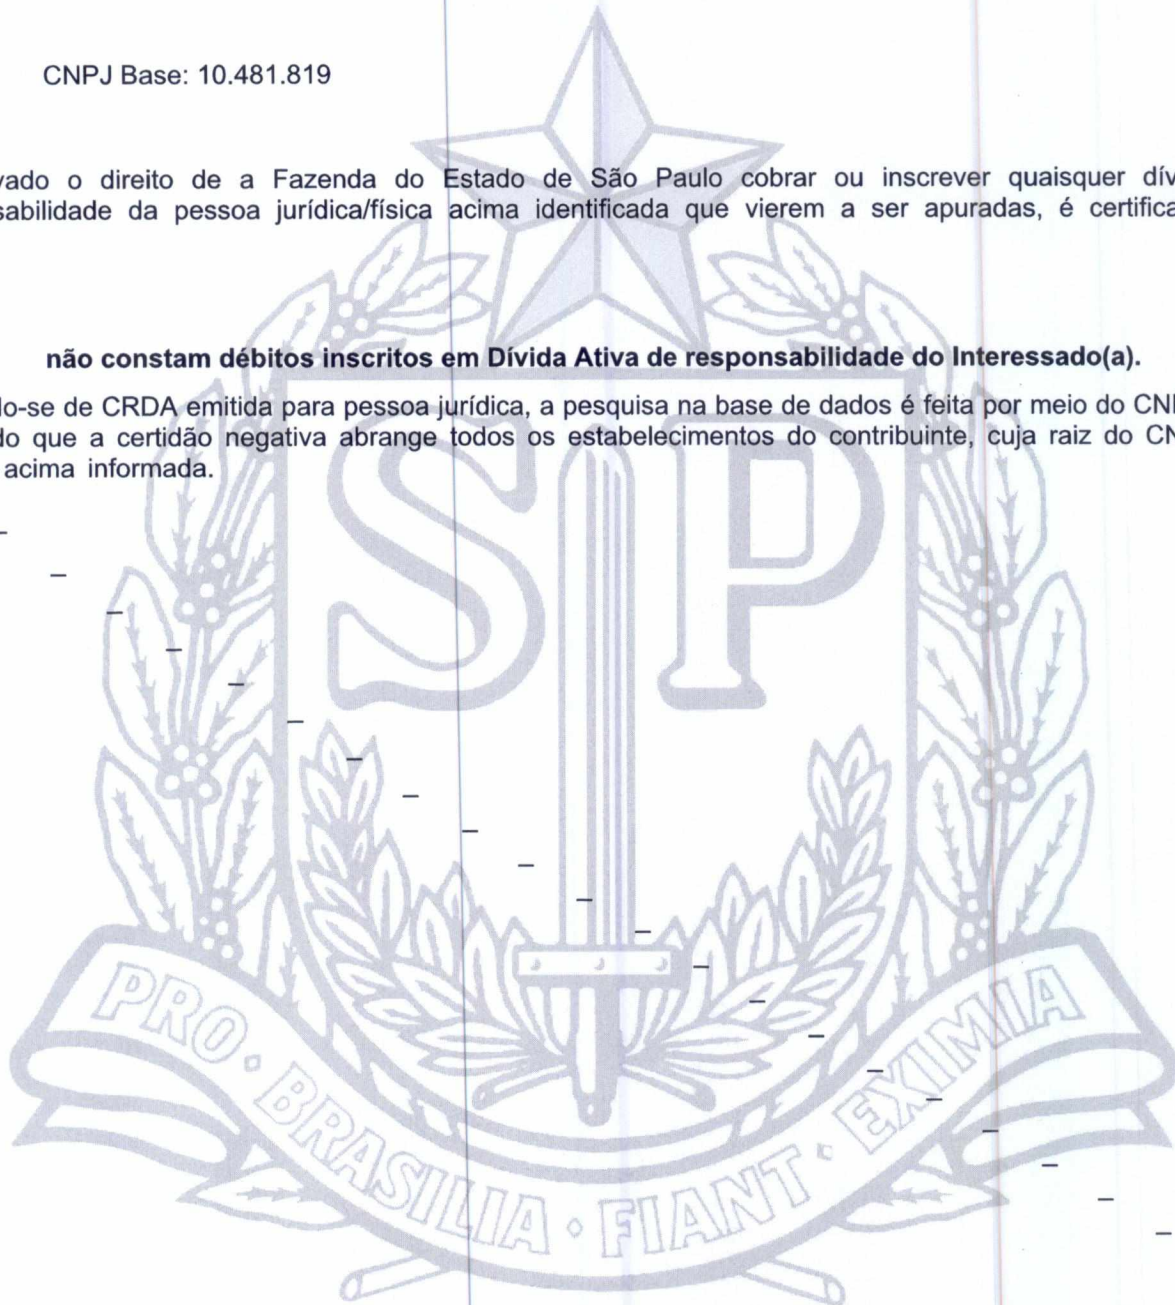 CNPJ Base: 10.481.819
vado o direito de a Fazenda do Estado de São Paulo cobrar ou inscrever quaisquer dív
sabilidade da pessoa jurídica/física acima identificada que vierem a ser apuradas, é certifica
não constam débitos inscritos em Dívida Ativa de responsabilidade do Interessado(a).
do-se de CRDA emitida para pessoa jurídica, a pesquisa na base de dados é feita por meio do CN
do que a certidão negativa abrange todos os estabelecimentos do contribuinte, cuja raiz do CN
acima informada.
SP
PRO · BRASILIA · FIANT · EXIMIA